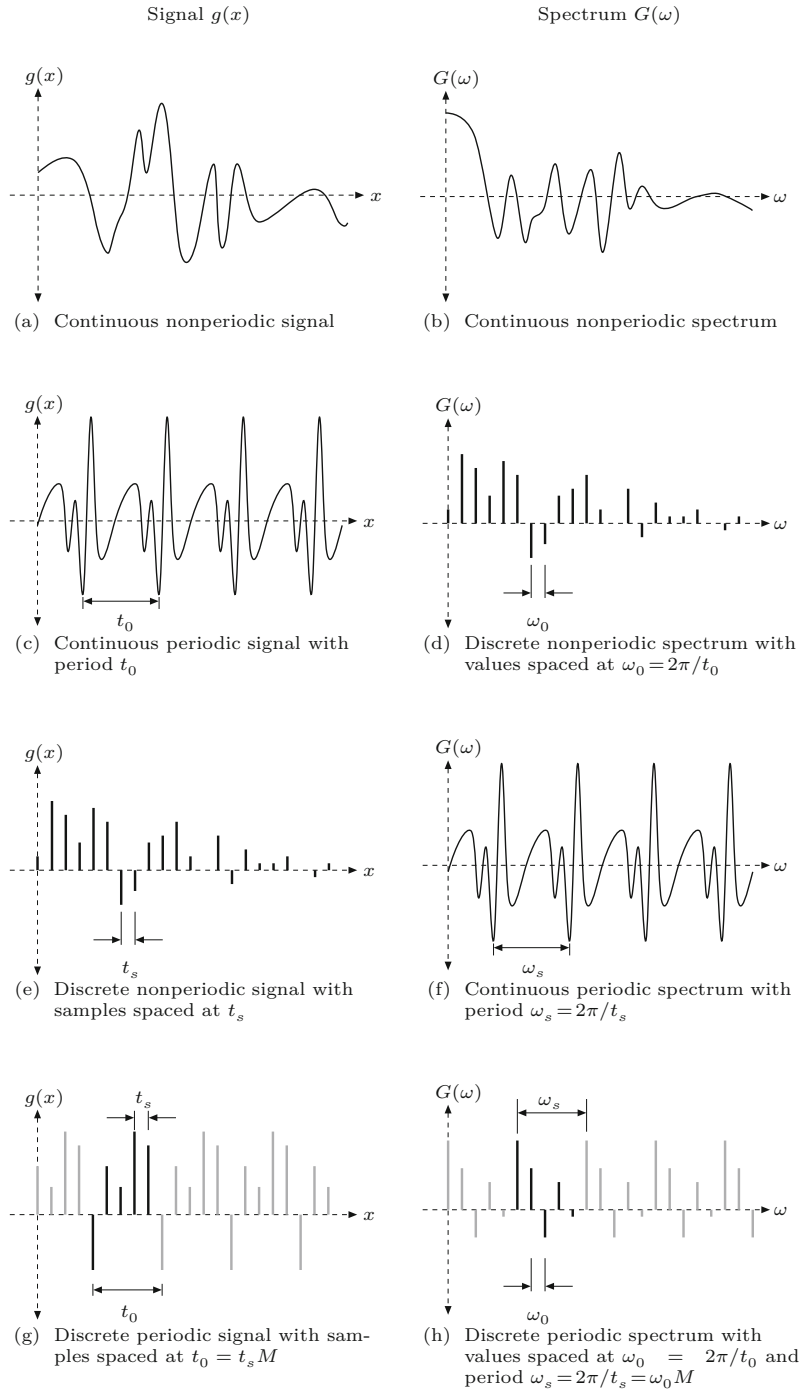 Signal g(x)
Spectrum G(ω)
g(x)
x
G(ω)
ω
(a) Continuous nonperiodic signal
(b) Continuous nonperiodic spectrum
g(x)
x
t₀
G(ω)
ω
ω₀
(c) Continuous periodic signal with
period t₀
(d) Discrete nonperiodic spectrum with
values spaced at ω₀ = 2π/t₀
g(x)
x
tₛ
G(ω)
ω
ωₛ
(e) Discrete nonperiodic signal with
samples spaced at tₛ
(f) Continuous periodic spectrum with
period ωₛ = 2π/tₛ
g(x)
tₛ
x
t₀
G(ω)
ωₛ
ω
ω₀
(g) Discrete periodic signal with sam-
ples spaced at t₀ = tₛM
(h) Discrete periodic spectrum with
values spaced at ω₀ = 2π/t₀ and
period ωₛ = 2π/tₛ = ω₀M